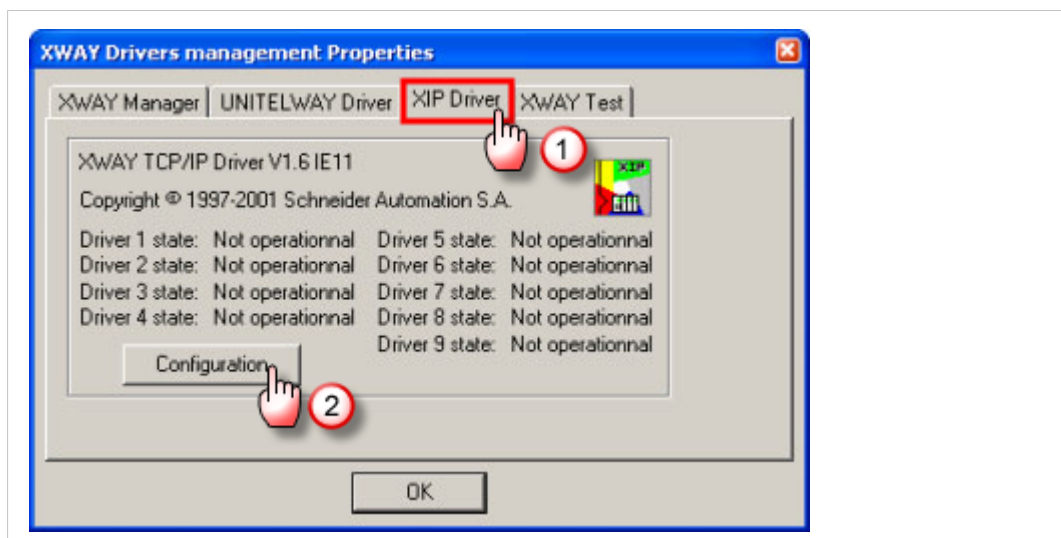 XWAY Drivers management Properties
XWAY Manager UNITELWAY Driver XIP Driver XWAY Test
1
XWAY TCP/IP Driver V1.6 IE11
XIP
Copyright © 1997-2001 Schneider Automation S.A.
Driver 1 state: Not operationnal Driver 5 state: Not operationnal
Driver 2 state: Not operationnal Driver 6 state: Not operationnal
Driver 3 state: Not operationnal Driver 7 state: Not operationnal
Driver 4 state: Not operationnal Driver 8 state: Not operationnal
Driver 9 state: Not operationnal
Configuration
2
OK